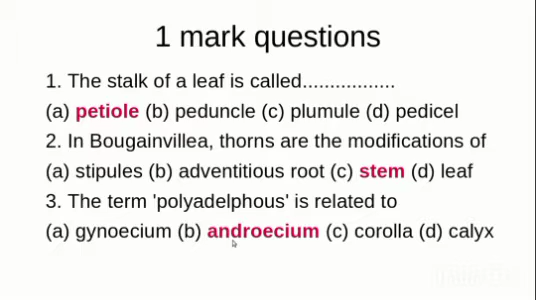 1 mark questions
1. The stalk of a leaf is called.................
(a) petiole (b) peduncle (c) plumule (d) pedicel
2. In Bougainvillea, thorns are the modifications of
(a) stipules (b) adventitious root (c) stem (d) leaf
3. The term 'polyadelphous' is related to
(a) gynoecium (b) androecium (c) corolla (d) calyx